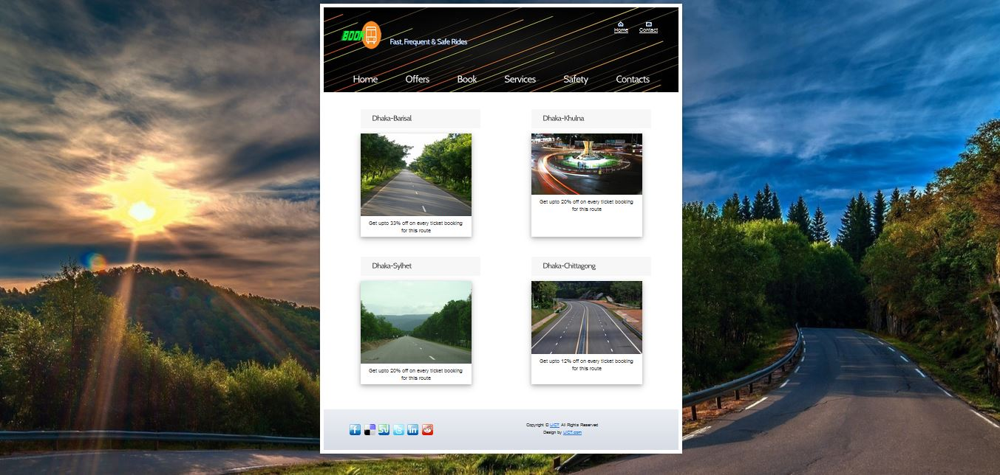 BOOK
Fast, Frequent & Safe Rides
Home
Contact
Home Offers Book Services Safety Contacts
Dhaka-Barisal
Get upto 33% off on every ticket booking
for this route
Dhaka-Khulna
Get upto 20% off on every ticket booking
for this route
Dhaka-Sylhet
Get upto 20% off on every ticket booking
for this route
Dhaka-Chittagong
Get upto 12% off on every ticket booking
for this route
Copyright © LICT All Rights Reserved
Design by LICT.com